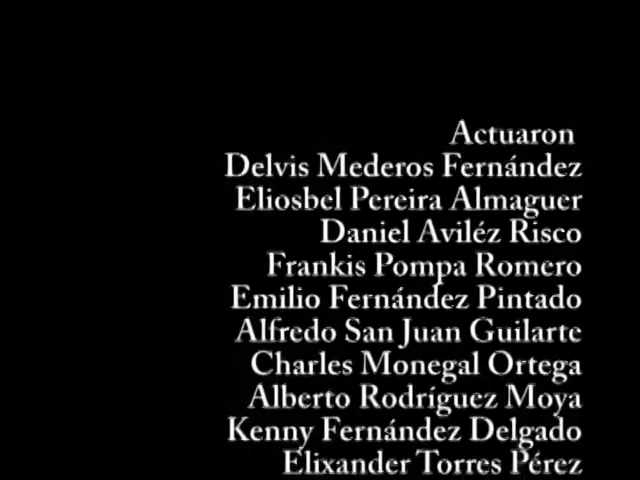 Actuaron
Delvis Mederos Fernández
Eliosbel Pereira Almaguer
Daniel Aviléz Risco
Frankis Pompa Romero
Emilio Fernández Pintado
Alfredo San Juan Guilarte
Charles Monegal Ortega
Alberto Rodríguez Moya
Kenny Fernández Delgado
Elixander Torres Pérez